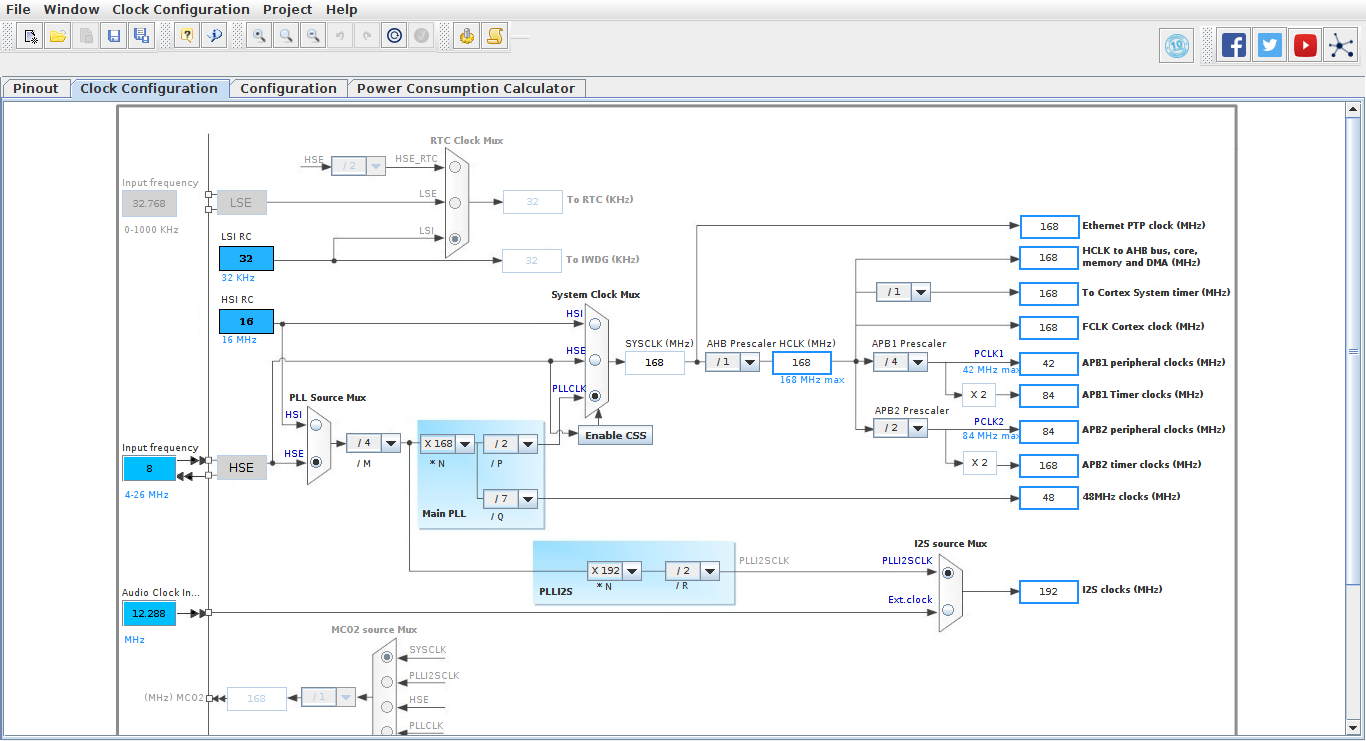 File Window Clock Configuration Project Help
?
10
Pinout Clock Configuration Configuration Power Consumption Calculator
RTC Clock Mux
HSE / 2 HSE_RTC
Input frequency
32.768 LSE LSE 32 To RTC (KHz)
0-1000 KHz
LSI RC LSI
32 32 To IWDG (KHz)
32 KHz
HSI RC
16
16 MHz
System Clock Mux
HSI
HSE
PLLCLK
SYSCLK (MHz) AHB Prescaler HCLK (MHz) APB1 Prescaler
168 / 1 168 / 4
168 MHz max
168 Ethernet PTP clock (MHz)
168 HCLK to AHB bus, core,
memory and DMA (MHz)
/ 1 168 To Cortex System timer (MHz)
168 FCLK Cortex clock (MHz)
PCLK1
42 MHz max 42 APB1 peripheral clocks (MHz)
X 2 84 APB1 Timer clocks (MHz)
APB2 Prescaler
/ 2 PCLK2
84 MHz max 84 APB2 peripheral clocks (MHz)
X 2 168 APB2 timer clocks (MHz)
48 48MHz clocks (MHz)
Enable CSS
PLL Source Mux
HSI
HSE
Input frequency
8 HSE
4-26 MHz
/ 4 X 168 / 2
/ M * N / P
/ 7
Main PLL / Q
I2S source Mux
X 192 / 2 PLLI2SCLK PLLI2SCLK
PLLI2S * N / R
192 I2S clocks (MHz)
Audio Clock In... Ext.clock
12.288
MHz
MCO2 source Mux
SYSCLK
PLLI2SCLK
(MHz) MCO2 168 / 1 HSE
PLLCLK